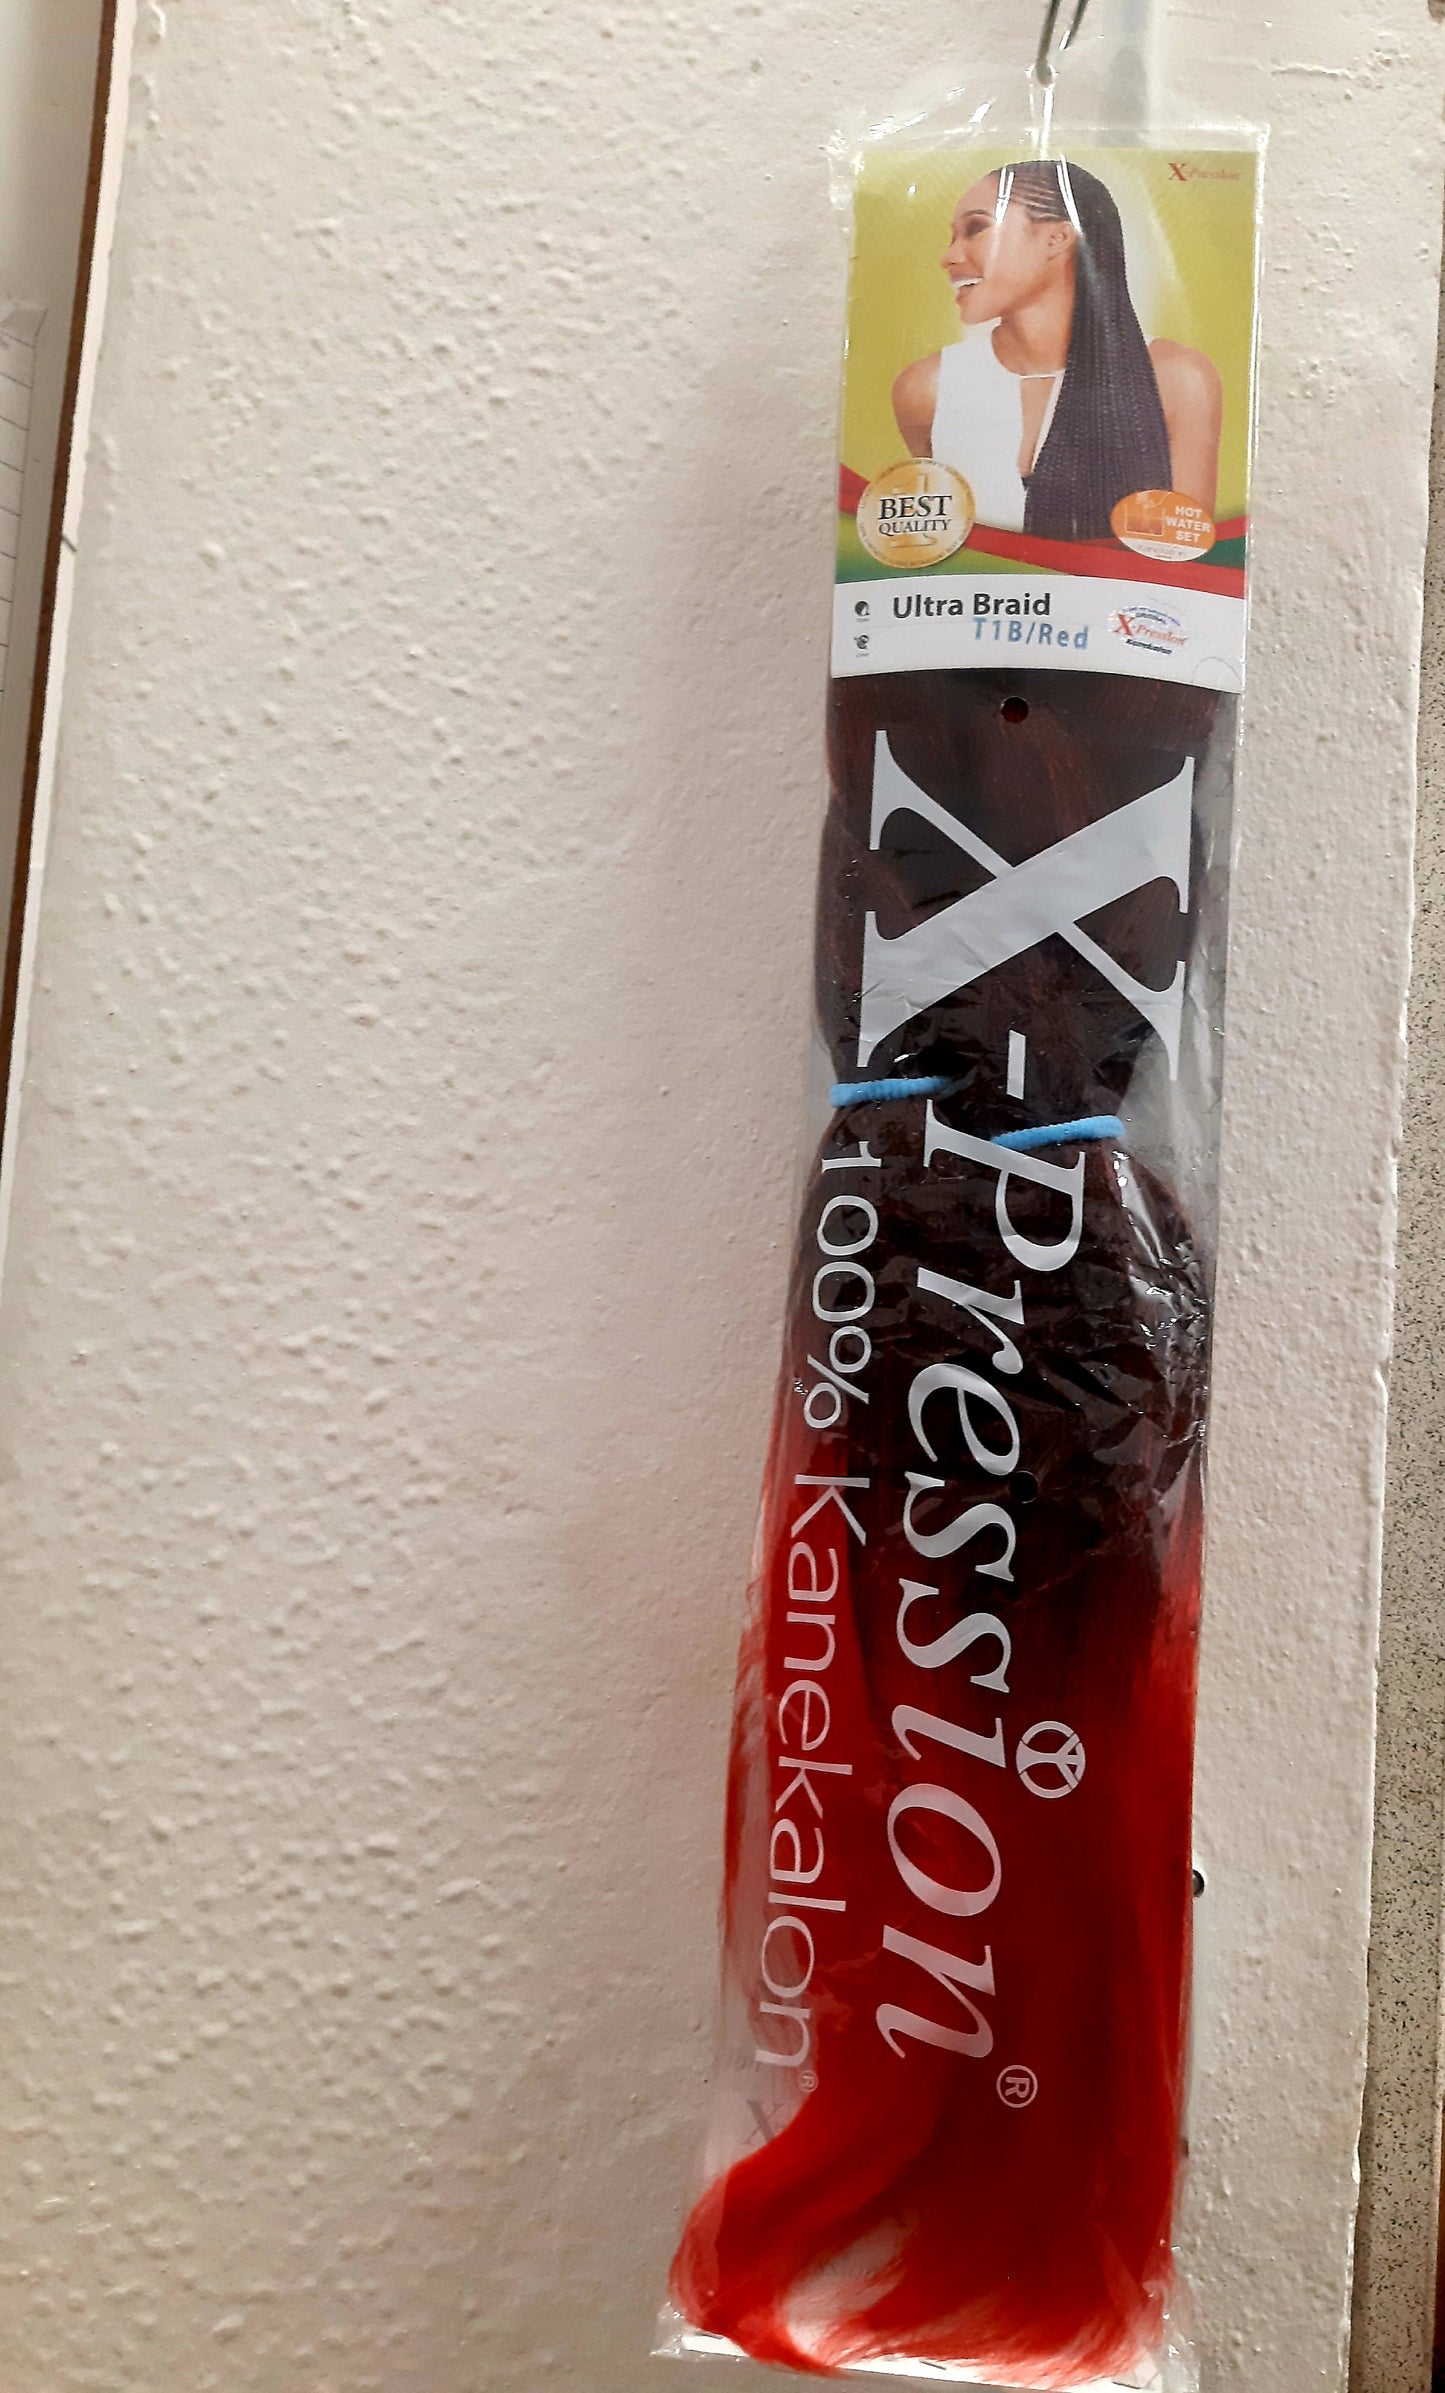 X-Pression
BEST
QUALITY
HOT
WATER
SET
Ultra Braid
T1B/Red
X-Pression
X-Pression®
100% Kanekalon®